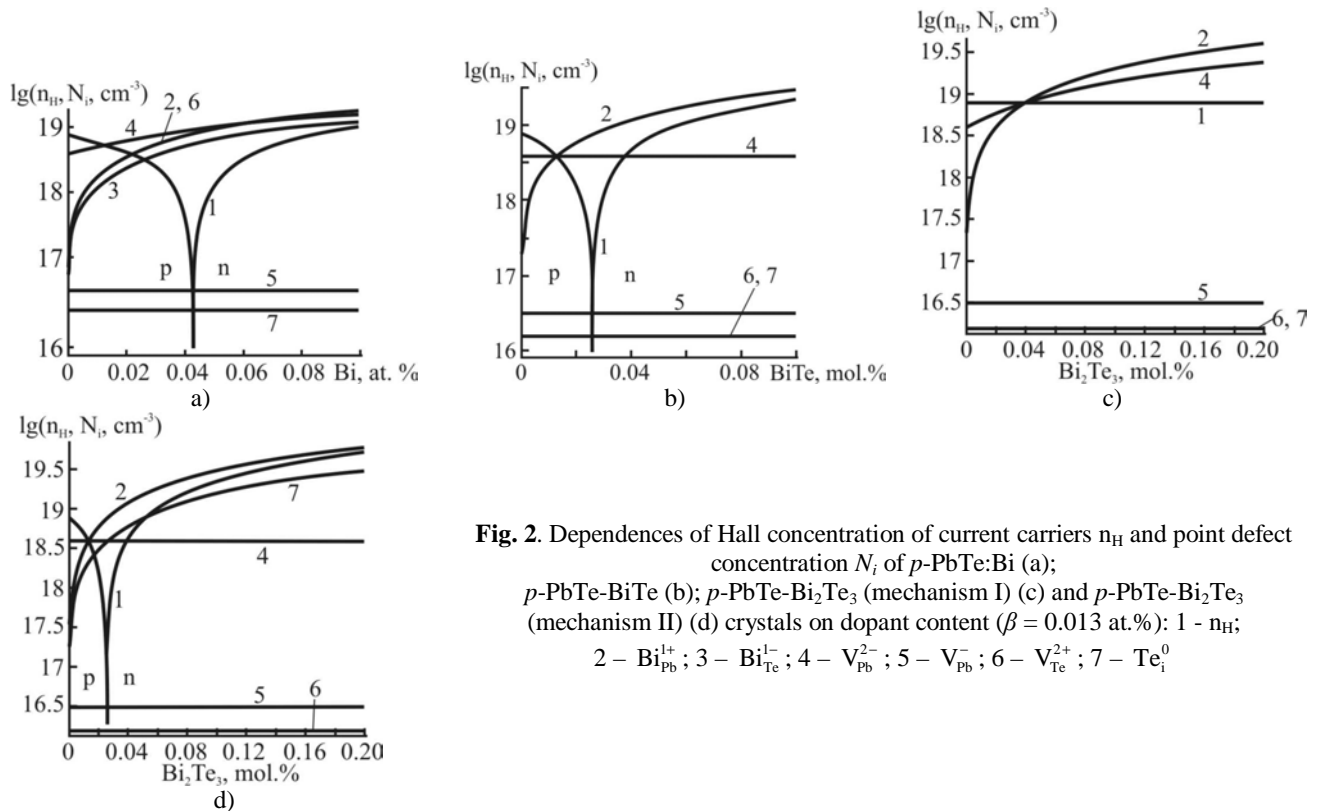 lg(n_H, N_i, cm^-3)
19
18
17
16
4
2, 6
3
1
p n
5
7
0 0.02 0.04 0.06 0.08 Bi, at. %
a)
lg(n_H, N_i, cm^-3)
19
18
17
16
2
4
1
p n
6, 7
5
0 0.04 0.08 BiTe, mol.%
b)
lg(n_H, N_i, cm^-3)
19.5
19
18.5
18
17.5
17
16.5
2
4
1
5
6, 7
0 0.04 0.08 0.12 0.16 0.20
Bi₂Te₃, mol.%
c)
lg(n_H, N_i, cm^-3)
19.5
19
18.5
18
17.5
17
16.5
2
7
4
1
p n
5
6
0 0.04 0.08 0.12 0.16 0.20
Bi₂Te₃, mol.%
d)
Fig. 2. Dependences of Hall concentration of current carriers n_H and point defect
concentration N_i of p-PbTe:Bi (a);
p-PbTe-BiTe (b); p-PbTe-Bi₂Te₃ (mechanism I) (c) and p-PbTe-Bi₂Te₃
(mechanism II) (d) crystals on dopant content (β = 0.013 at.%): 1 - n_H;
2 – Bi_Pb^1+ ; 3 – Bi_Te^1− ; 4 – V_Pb^2− ; 5 – V_Pb^− ; 6 – V_Te^2+ ; 7 – Te_i^0